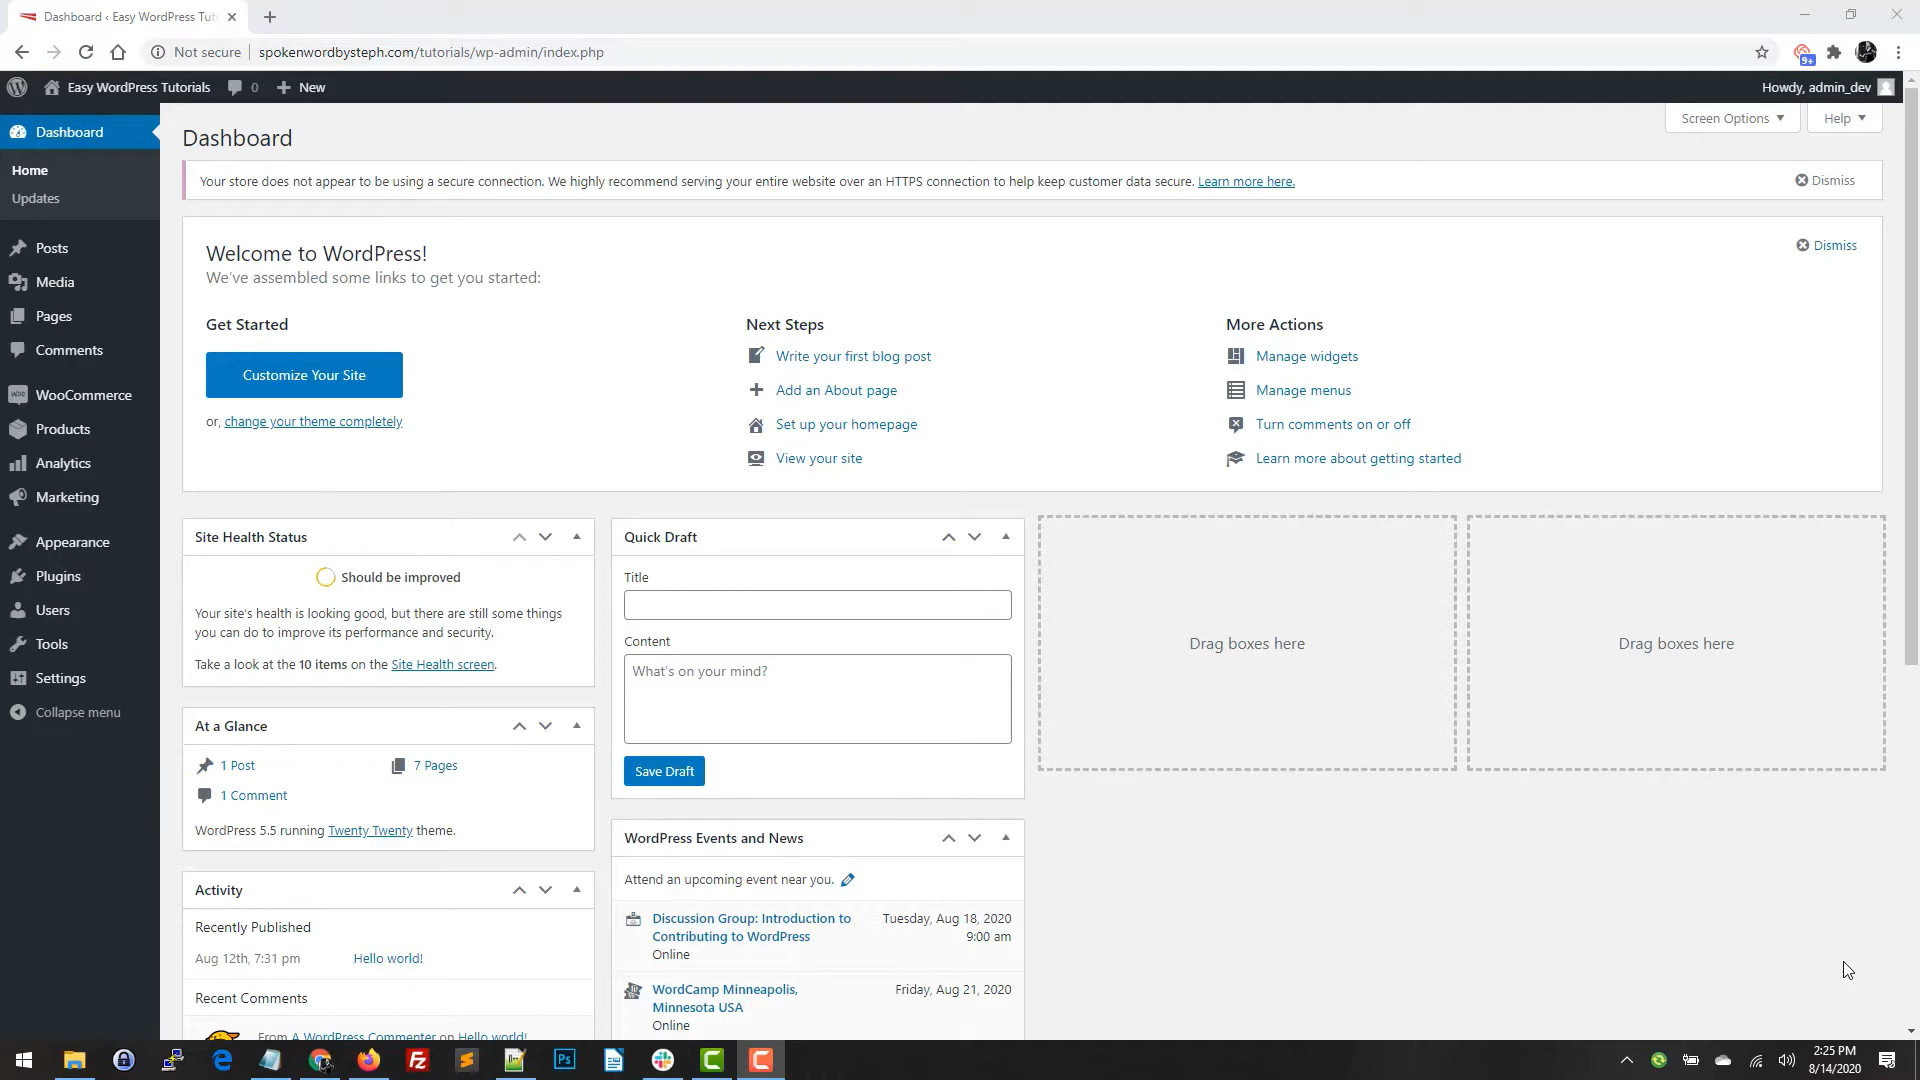 Dashboard ‹ Easy WordPress Tut
Not secure
spokenwordbysteph.com/tutorials/wp-admin/index.php
9+
Easy WordPress Tutorials
0
New
Howdy, admin_dev
Dashboard
Home
Updates
Posts
Media
Pages
Comments
WooCommerce
Products
Analytics
Marketing
Appearance
Plugins
Users
Tools
Settings
Collapse menu
Screen Options
Help
Dashboard
Your store does not appear to be using a secure connection. We highly recommend serving your entire website over an HTTPS connection to help keep customer data secure. Learn more here.
Dismiss
Welcome to WordPress!
Dismiss
We've assembled some links to get you started:
Get Started
Customize Your Site
or, change your theme completely
Next Steps
Write your first blog post
Add an About page
Set up your homepage
View your site
More Actions
Manage widgets
Manage menus
Turn comments on or off
Learn more about getting started
Site Health Status
Should be improved
Your site's health is looking good, but there are still some things
you can do to improve its performance and security.
Take a look at the 10 items on the Site Health screen.
At a Glance
1 Post
7 Pages
1 Comment
WordPress 5.5 running Twenty Twenty theme.
Activity
Recently Published
Aug 12th, 7:31 pm
Hello world!
Recent Comments
From A WordPress Commenter on Hello world!
Quick Draft
Title
Content
What's on your mind?
Save Draft
WordPress Events and News
Attend an upcoming event near you.
Discussion Group: Introduction to
Contributing to WordPress
Online
Tuesday, Aug 18, 2020
9:00 am
WordCamp Minneapolis,
Minnesota USA
Online
Friday, Aug 21, 2020
Drag boxes here
Drag boxes here
Ps
2:25 PM
8/14/2020